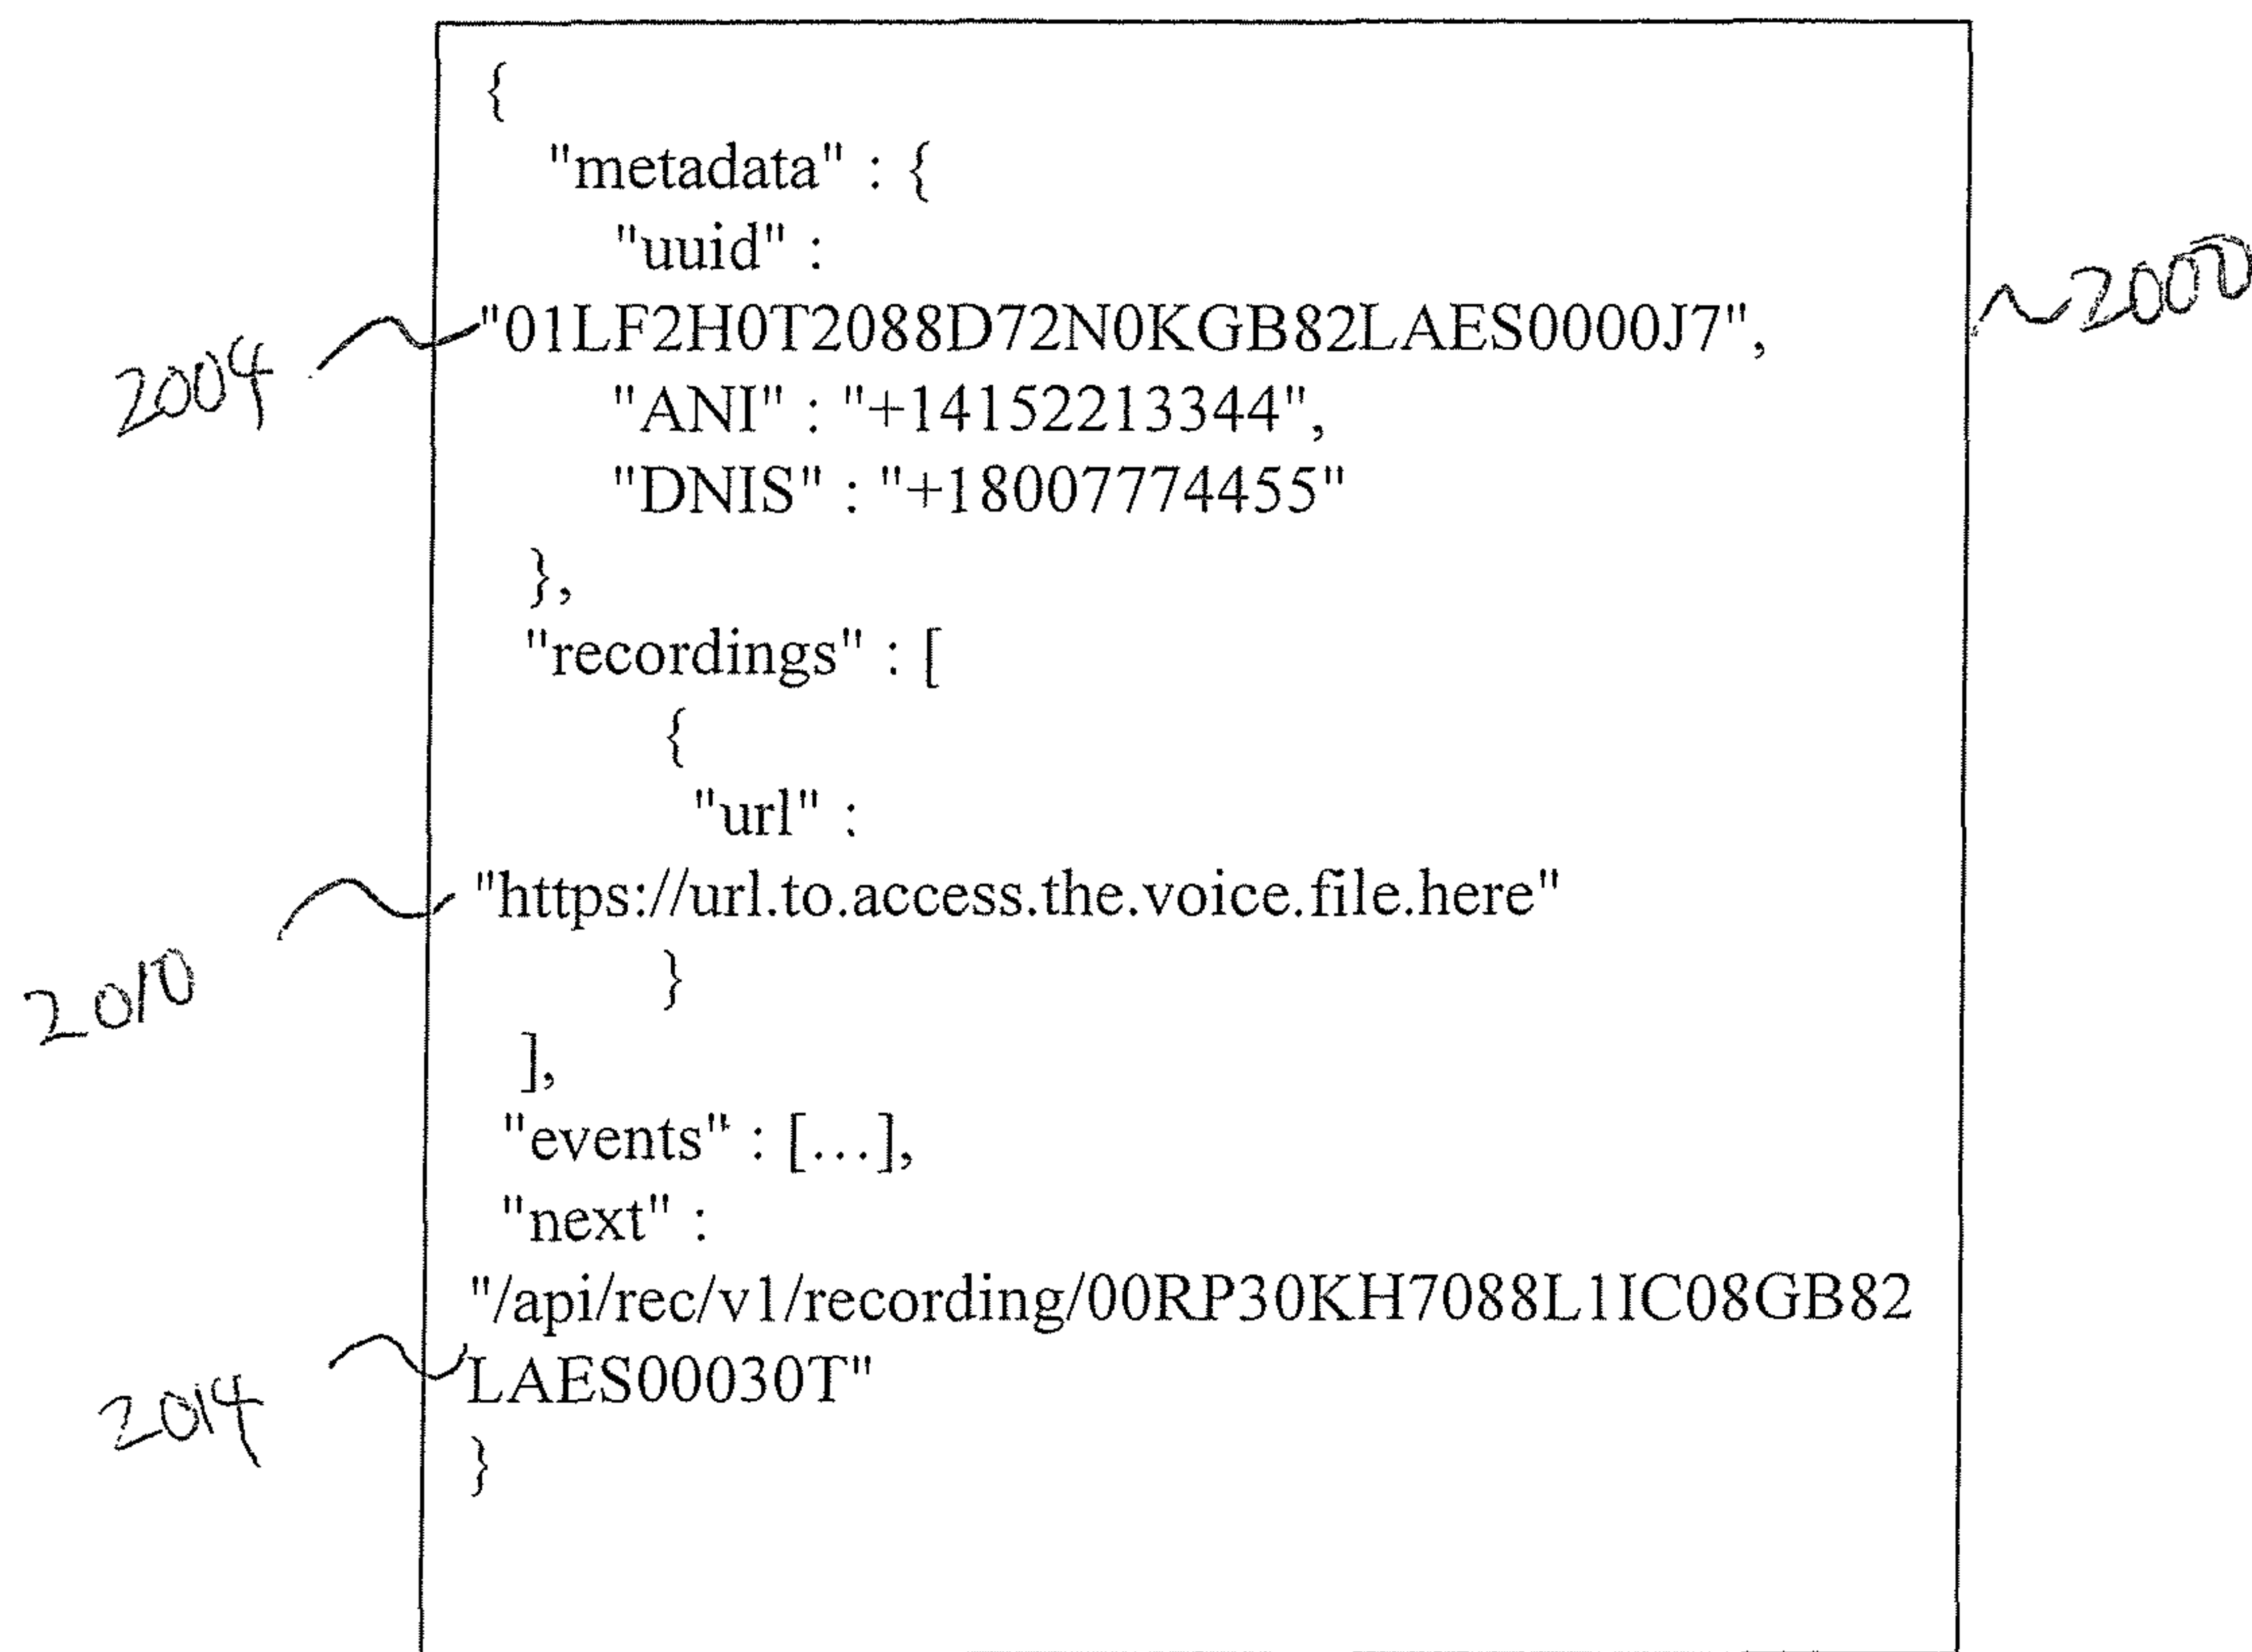 {
"metadata" : {
"uuid" :
"01LF2H0T2088D72N0KGB82LAES0000J7",
2000
2004
"ANI" : "+14152213344",
"DNIS" : "+18007774455"
},
"recordings" : [
{
"url" :
"https://url.to.access.the.voice.file.here"
}
2010
],
"events" : [...],
"next" :
"/api/rec/v1/recording/00RP30KH7088L1IC08GB82
LAES00030T"
2014
}